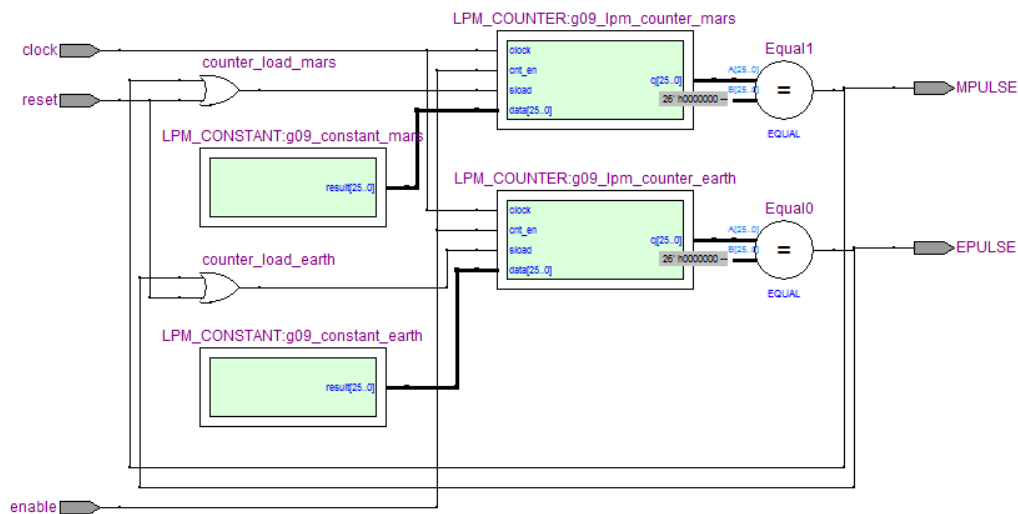 LPM_COUNTER:g09_lpm_counter_mars
clock
clock
counter_load_mars
Equal1
cnt_en
q[25..0]
A[25..0]
B[25..0]
reset
sload
26' h0000000 --
=
MPULSE
data[25..0]
EQUAL
LPM_CONSTANT:g09_constant_mars
result[25..0]
LPM_COUNTER:g09_lpm_counter_earth
Equal0
clock
cnt_en
q[25..0]
A[25..0]
B[25..0]
counter_load_earth
sload
26' h0000000 --
=
EPULSE
data[25..0]
EQUAL
LPM_CONSTANT:g09_constant_earth
result[25..0]
enable